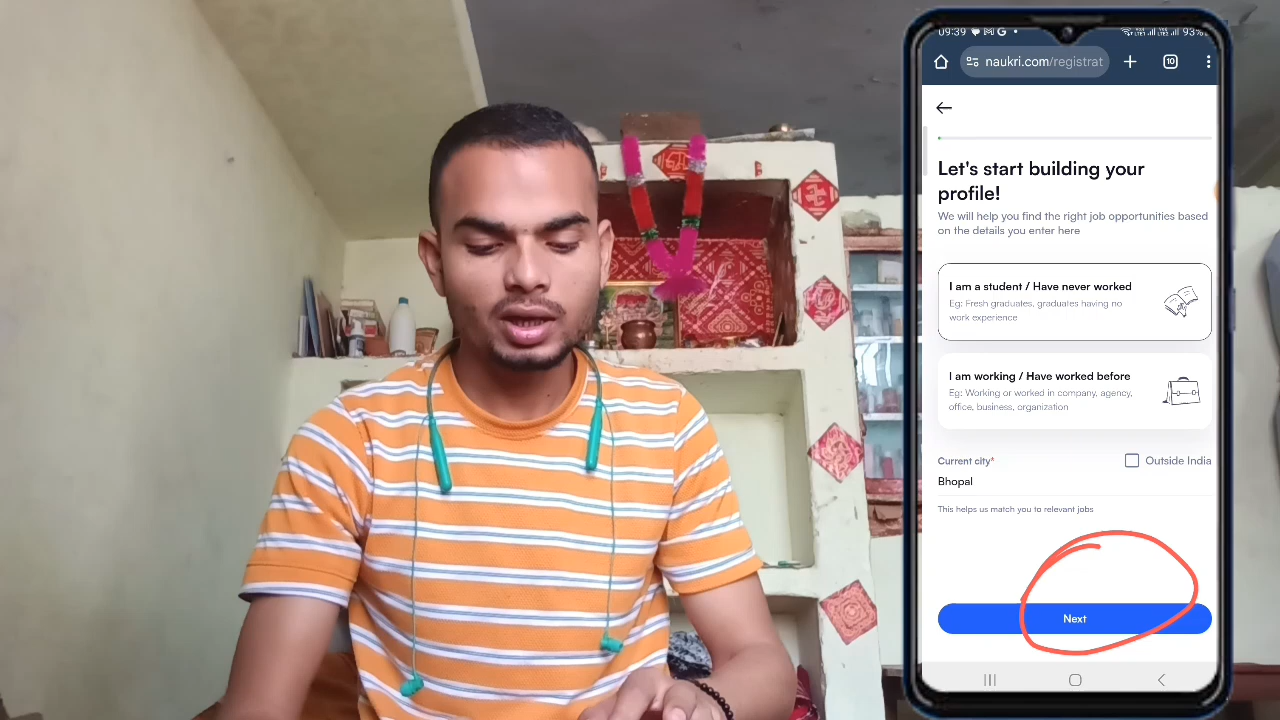 09:39
93%
naukri.com/registrat
10
Let's start building your
profile!
We will help you find the right job opportunities based
on the details you enter here
I am a student / Have never worked
Eg: Fresh graduates, graduates having no
work experience
I am working / Have worked before
Eg: Working or worked in company, agency,
office, business, organization
Current city*
Outside India
Bhopal
This helps us match you to relevant jobs
Next